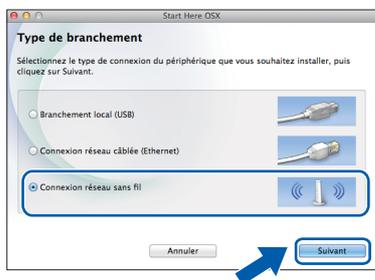 Start Here OSX
Type de branchement
Sélectionnez le type de connexion du périphérique que vous souhaitez installer, puis
cliquez sur Suivant.
Branchement local (USB)
Connexion réseau câblée (Ethernet)
Connexion réseau sans fil
Annuler
Suivant